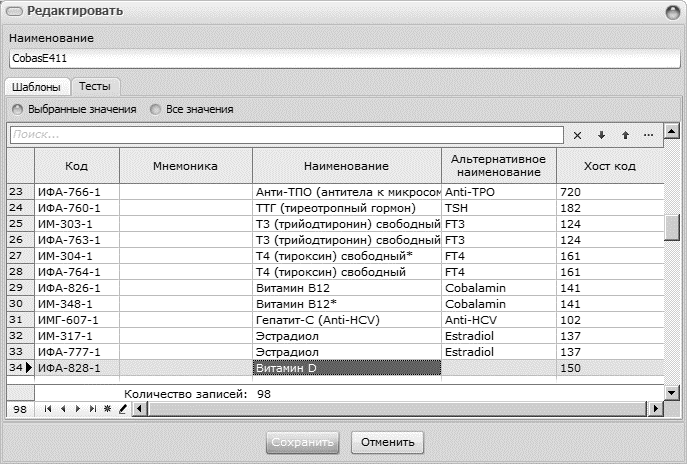 Редактировать
Наименование
CobasE411
Шаблоны Тесты
Выбранные значения Все значения
Поиск...
Код Мнемоника Наименование Альтернативное наименование Хост код
23 ИФА-766-1 Анти-ТПО (антитела к микросом Anti-TPO 720
24 ИФА-760-1 ТТГ (тиреотропный гормон) TSH 182
25 ИМ-303-1 Т3 (трийодтиронин) свободный FT3 124
26 ИФА-763-1 Т3 (трийодтиронин) свободный FT3 124
27 ИМ-304-1 Т4 (тироксин) свободный* FT4 161
28 ИФА-764-1 Т4 (тироксин) свободный FT4 161
29 ИФА-826-1 Витамин В12 Cobalamin 141
30 ИМ-348-1 Витамин В12* Cobalamin 141
31 ИМГ-607-1 Гепатит-С (Anti-HCV) Anti-HCV 102
32 ИМ-317-1 Эстрадиол Estradiol 137
33 ИФА-777-1 Эстрадиол Estradiol 137
34 ИФА-828-1 Витамин D 150
Количество записей: 98
98
Сохранить Отменить